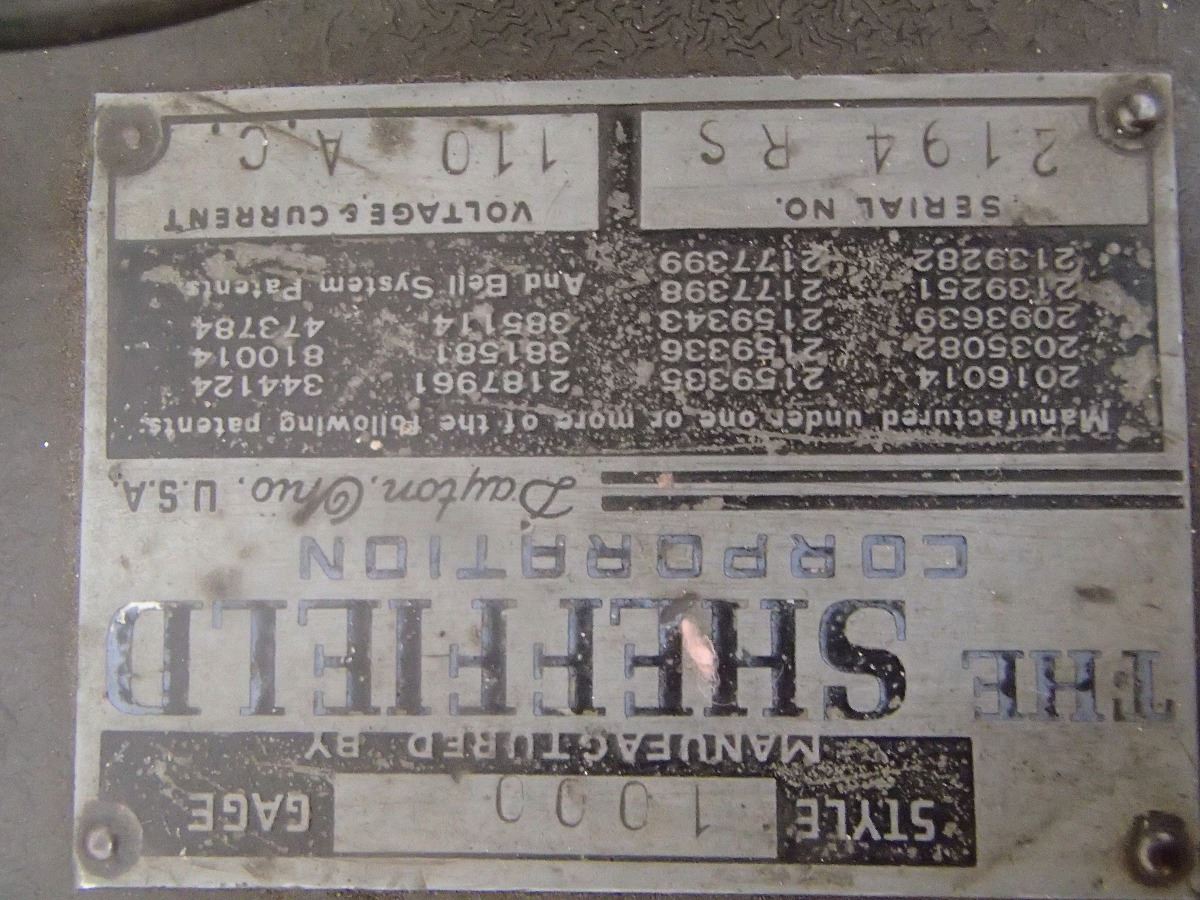 STYLE 1000 GAGE
MANUFACTURED BY
THE SHEFFIELD
CORPORATION
Dayton, Ohio, U.S.A.
Manufactured under one or more of the following patents.
2016014 2159335 2187961 344124
2035082 2159336 381581 810014
2093639 2159343 385114 473784
2139251 2177398 And Bell System Patents
2139282 2177399
SERIAL NO. VOLTAGE & CURRENT
2194 RS 110 A.C.